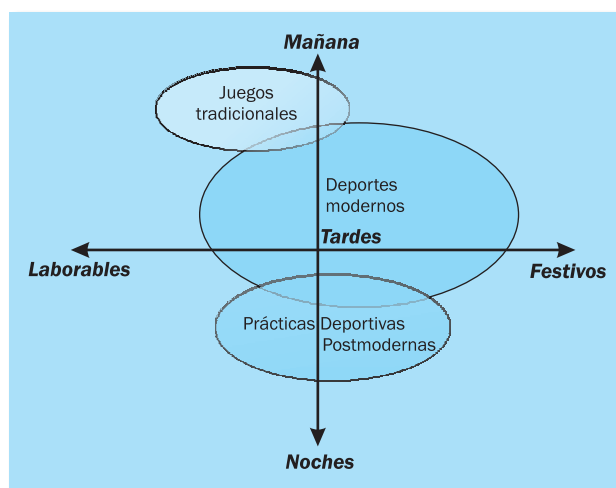 Mañana
Juegos
tradicionales
Deportes
modernos
Tardes
Laborables
Festivos
Prácticas Deportivas
Postmodernas
Noches